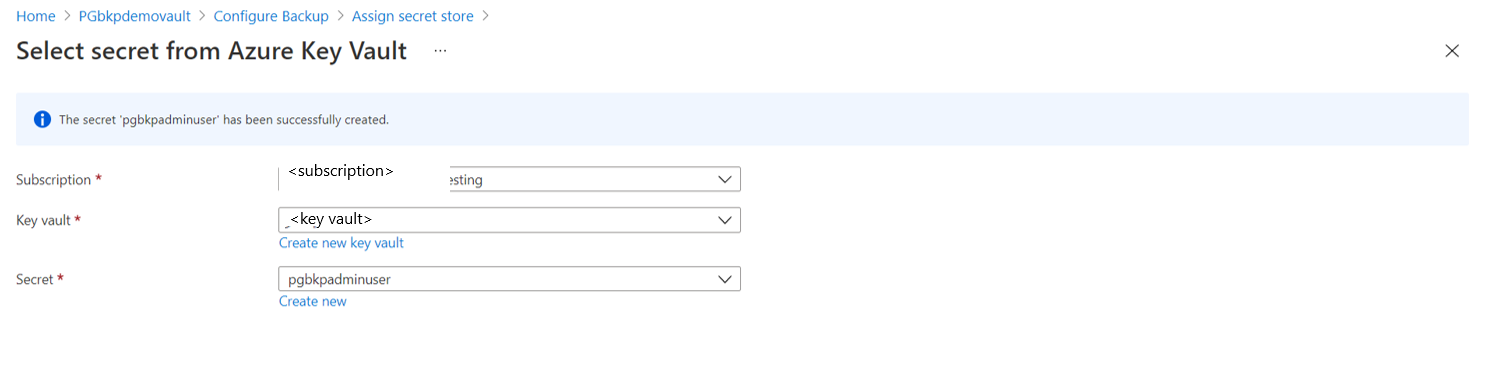 Home > PGbkpdemovault > Configure Backup > Assign secret store >
Select secret from Azure Key Vault ...
The secret 'pgbkpadminuser' has been successfully created.
Subscription * <subscription> esting
Key vault * <key vault>
Create new key vault
Secret * pgbkpadminuser
Create new